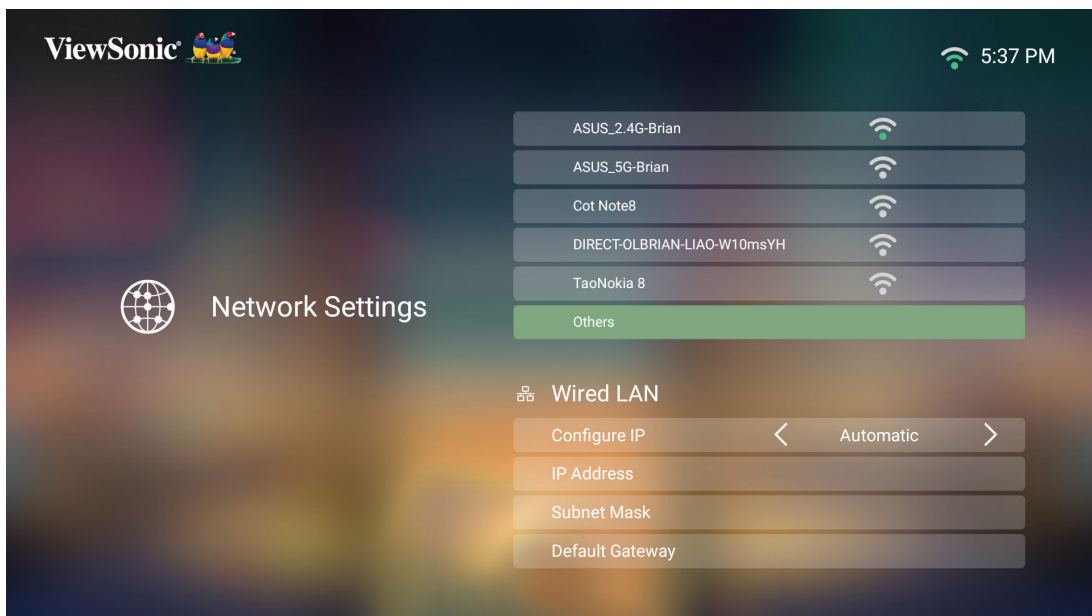 ViewSonic®
5:37 PM
ASUS_2.4G-Brian
ASUS_5G-Brian
Cot Note8
DIRECT-OLBRIAN-LIAO-W10msYH
TaoNokia 8
Network Settings
Others
Wired LAN
Configure IP Automatic
IP Address
Subnet Mask
Default Gateway